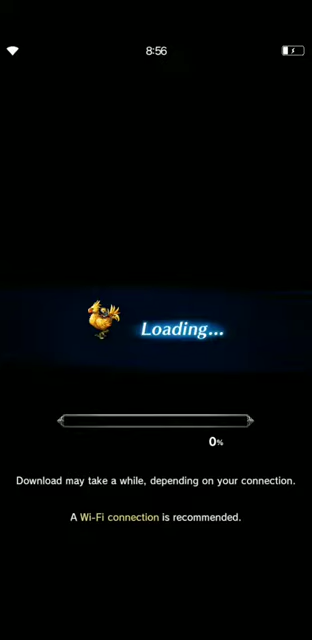 8:56
Loading...
0%
Download may take a while, depending on your connection.
A Wi-Fi connection is recommended.